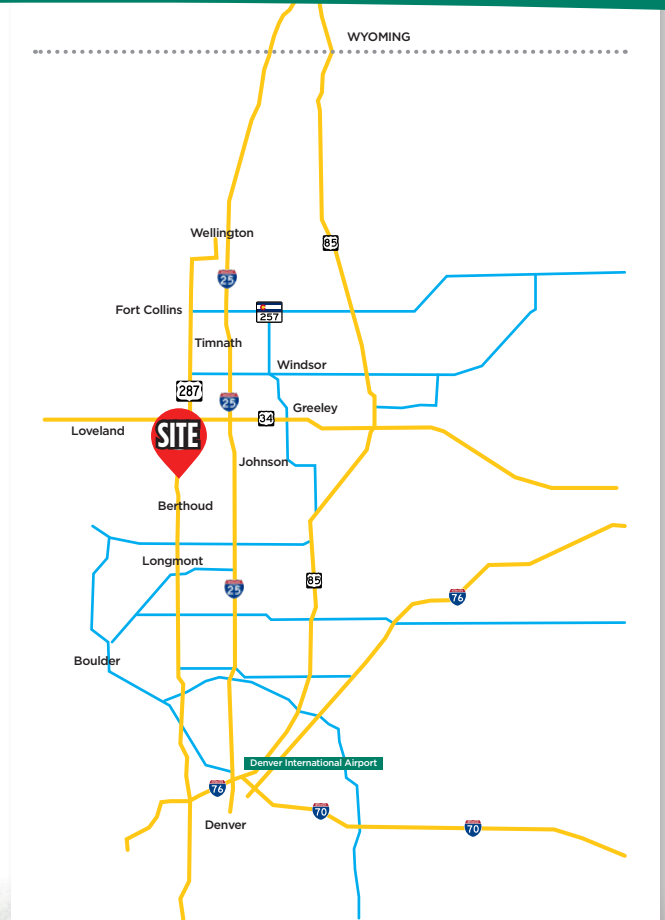 WYOMING
Wellington
85
25
Fort Collins
257
Timnath
Windsor
287
25
Greeley
34
Loveland
SITE
Johnson
Berthoud
Longmont
85
25
76
Boulder
Denver International Airport
76
70
Denver
70